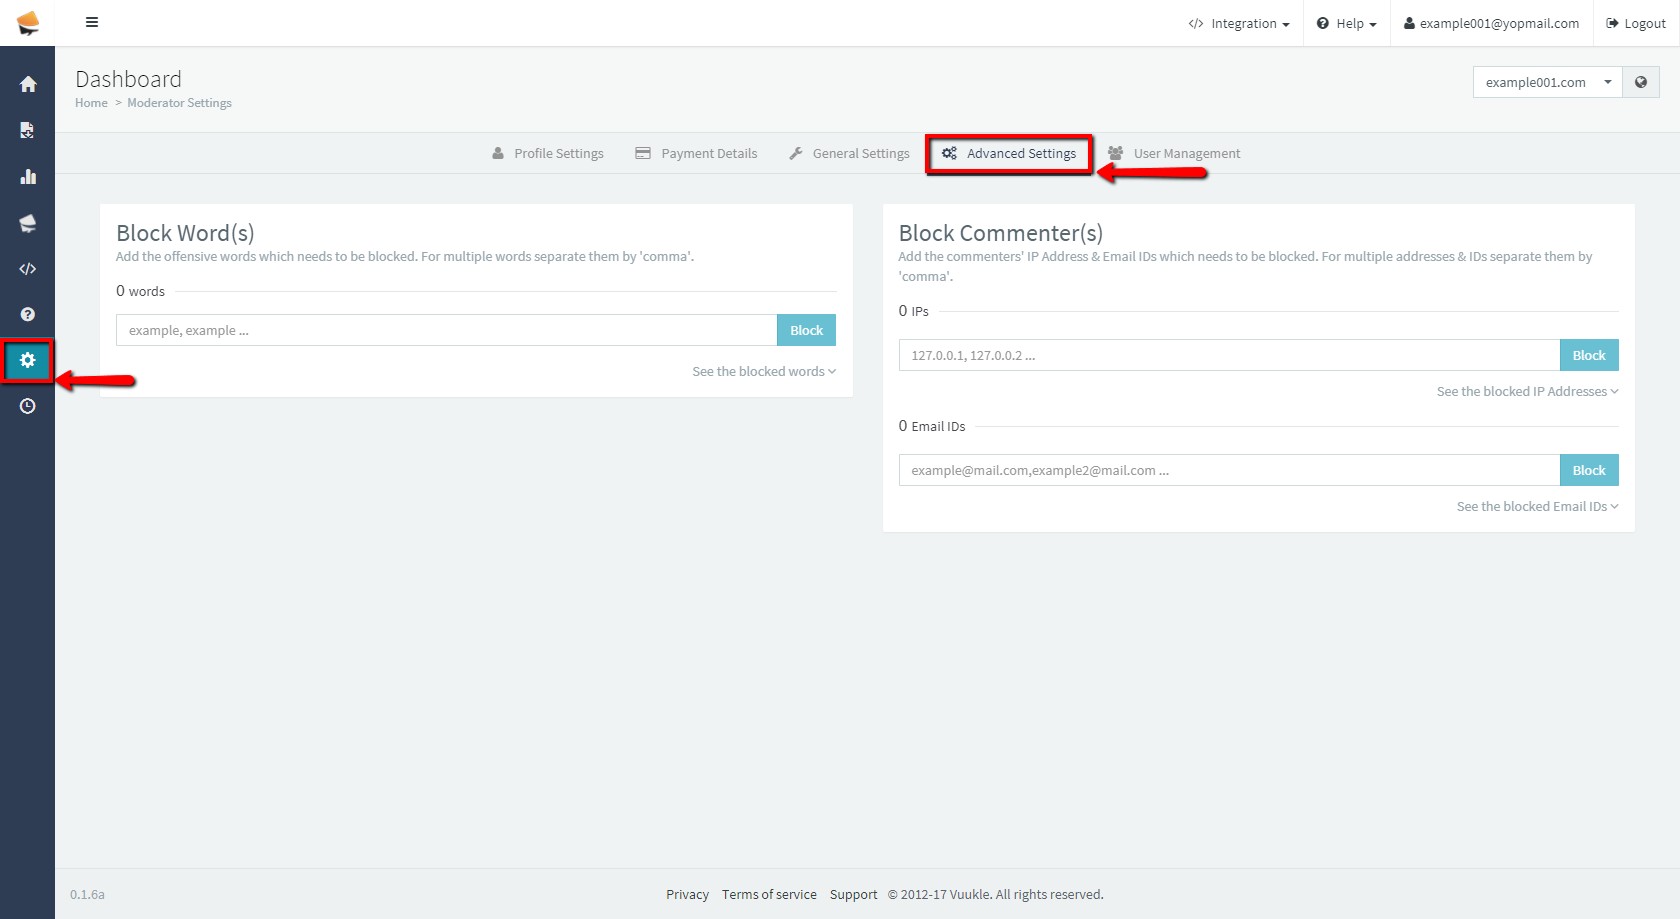 Integration
Help
example001@yopmail.com
Logout
Dashboard
Home > Moderator Settings
example001.com
Profile Settings
Payment Details
General Settings
Advanced Settings
User Management
Block Word(s)
Add the offensive words which needs to be blocked. For multiple words separate them by 'comma'.
0 words
example, example ...
Block
See the blocked words
Block Commenter(s)
Add the commenters' IP Address & Email IDs which needs to be blocked. For multiple addresses & IDs separate them by
'comma'.
0 IPs
127.0.0.1, 127.0.0.2 ...
Block
See the blocked IP Addresses
0 Email IDs
example@mail.com,example2@mail.com ...
Block
See the blocked Email IDs
0.1.6a
Privacy Terms of service Support © 2012-17 Vuukle. All rights reserved.